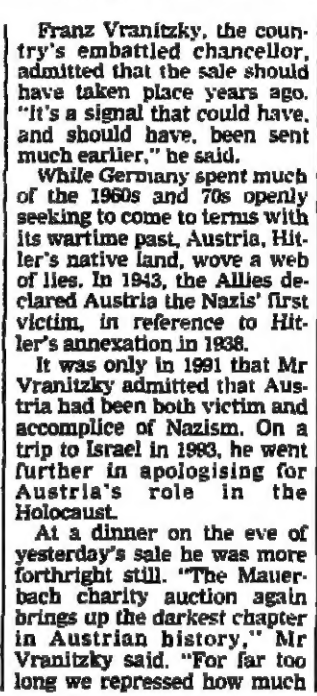 Franz Vranitzky, the coun-
try's embattled chancellor,
admitted that the sale should
have taken place years ago.
"It's a signal that could have,
and should have, been sent
much earlier," he said.
While Germany spent much
of the 1960s and 70s openly
seeking to come to terms with
its wartime past, Austria, Hit-
ler's native land, wove a web
of lies. In 1943, the Allies de-
clared Austria the Nazis' first
victim, in reference to Hit-
ler's annexation in 1938.
It was only in 1991 that Mr
Vranitzky admitted that Aus-
tria had been both victim and
accomplice of Nazism. On a
trip to Israel in 1993, he went
further in apologising for
Austria's role in the
Holocaust.
At a dinner on the eve of
yesterday's sale he was more
forthright still. "The Mauer-
bach charity auction again
brings up the darkest chapter
in Austrian history," Mr
Vranitzky said. "For far too
long we repressed how much